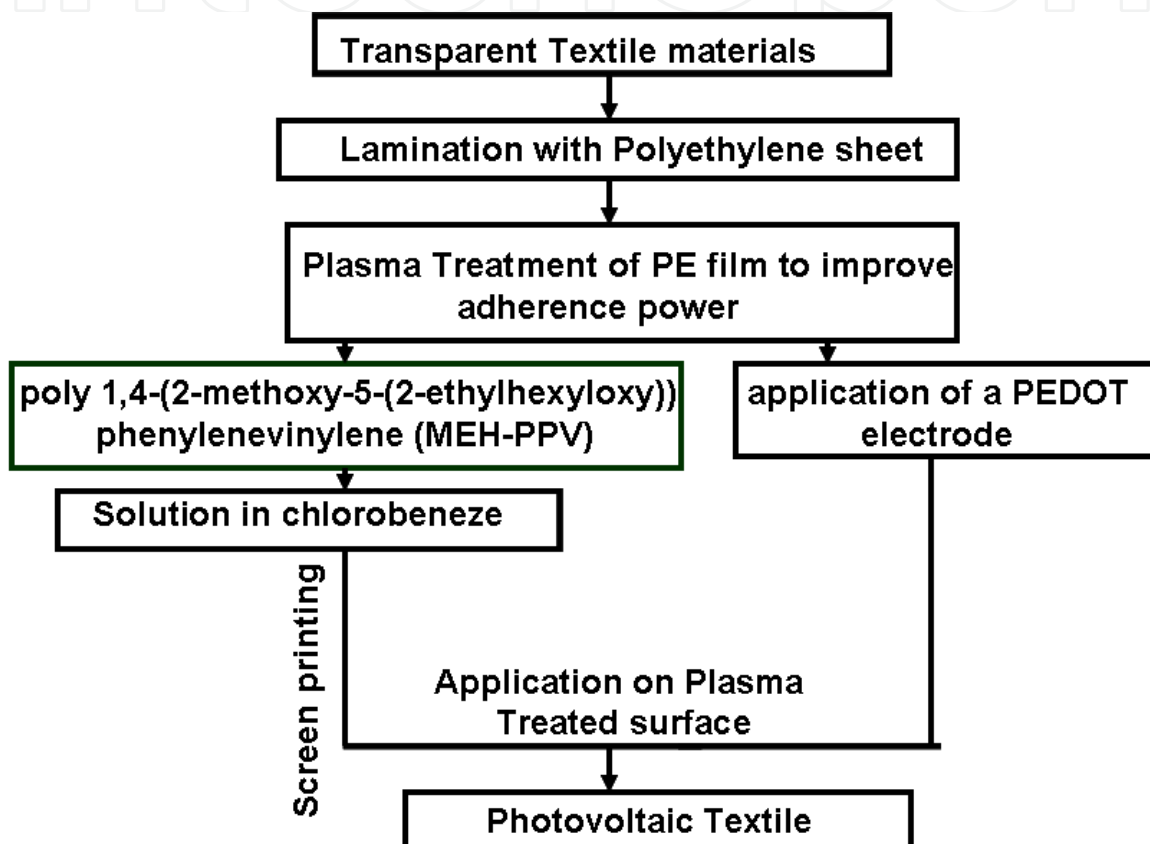 Transparent Textile materials
Lamination with Polyethylene sheet
Plasma Treatment of PE film to improve
adherence power
poly 1,4-(2-methoxy-5-(2-ethylhexyloxy))
phenylenevinylene (MEH-PPV)
application of a PEDOT
electrode
Solution in chlorobeneze
Screen printing
Application on Plasma
Treated surface
Photovoltaic Textile